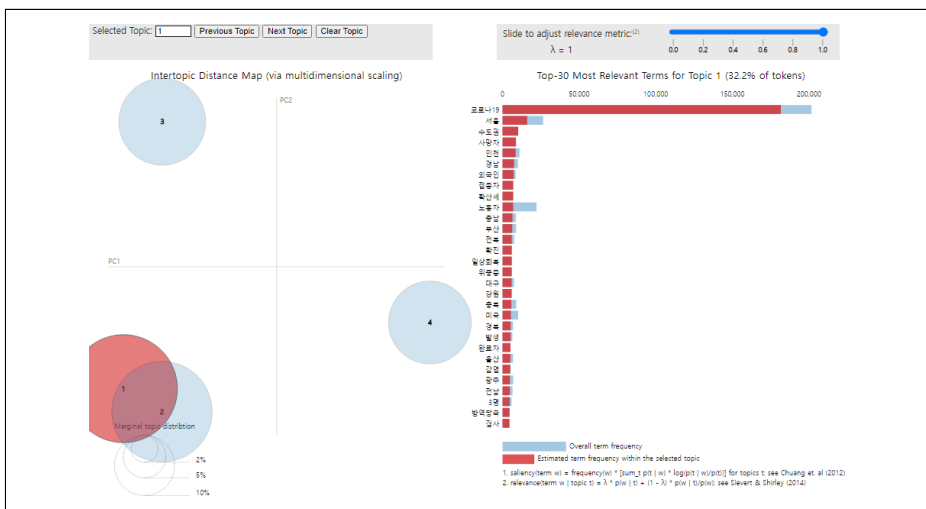 Selected Topic: 1 Previous Topic Next Topic Clear Topic
Slide to adjust relevance metric:(2)
λ = 1
0.0 0.2 0.4 0.6 0.8 1.0
Intertopic Distance Map (via multidimensional scaling)
PC2
PC1
3
4
1
2
Marginal topic distribtion
2%
5%
10%
Top-30 Most Relevant Terms for Topic 1 (32.2% of tokens)
0 50,000 100,000 150,000 200,000
코로나19
서울
수도권
사망자
인천
경남
외국인
접종자
확산세
노동자
충남
부산
전북
확진
일상회복
위중증
대구
강원
충북
미국
경북
발생
완료자
울산
감염
광주
전남
3명
방역당국
검사
Overall term frequency
Estimated term frequency within the selected topic
1. saliency(term w) = frequency(w) * [sum_t p(t | w) * log(p(t | w)/p(t))] for topics t; see Chuang et. al (2012)
2. relevance(term w | topic t) = λ * p(w | t) + (1 - λ) * p(w | t)/p(w); see Sievert & Shirley (2014)